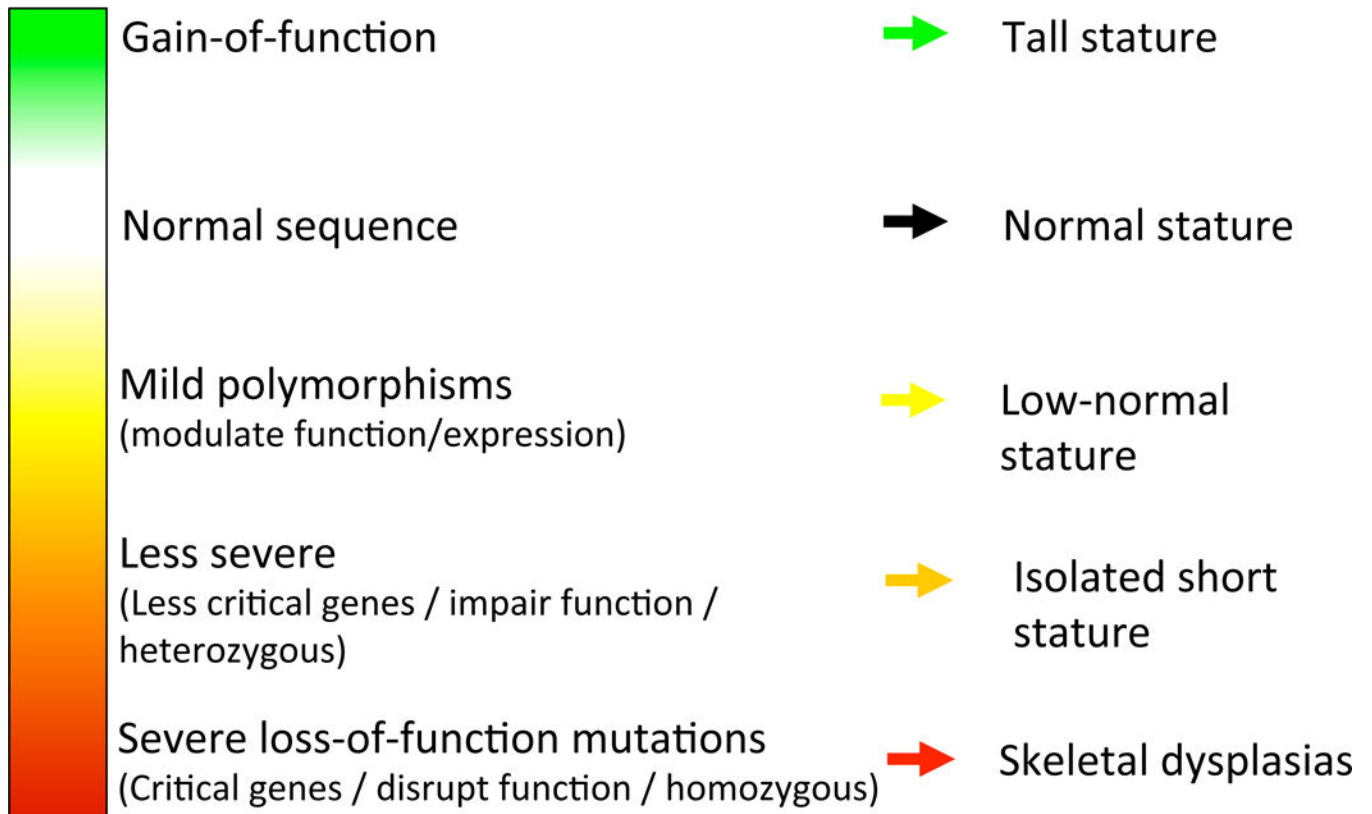 Gain-of-function
Tall stature
Normal sequence
Normal stature
Mild polymorphisms
(modulate function/expression)
Low-normal
stature
Less severe
(Less critical genes / impair function /
heterozygous)
Isolated short
stature
Severe loss-of-function mutations
(Critical genes / disrupt function / homozygous)
Skeletal dysplasias